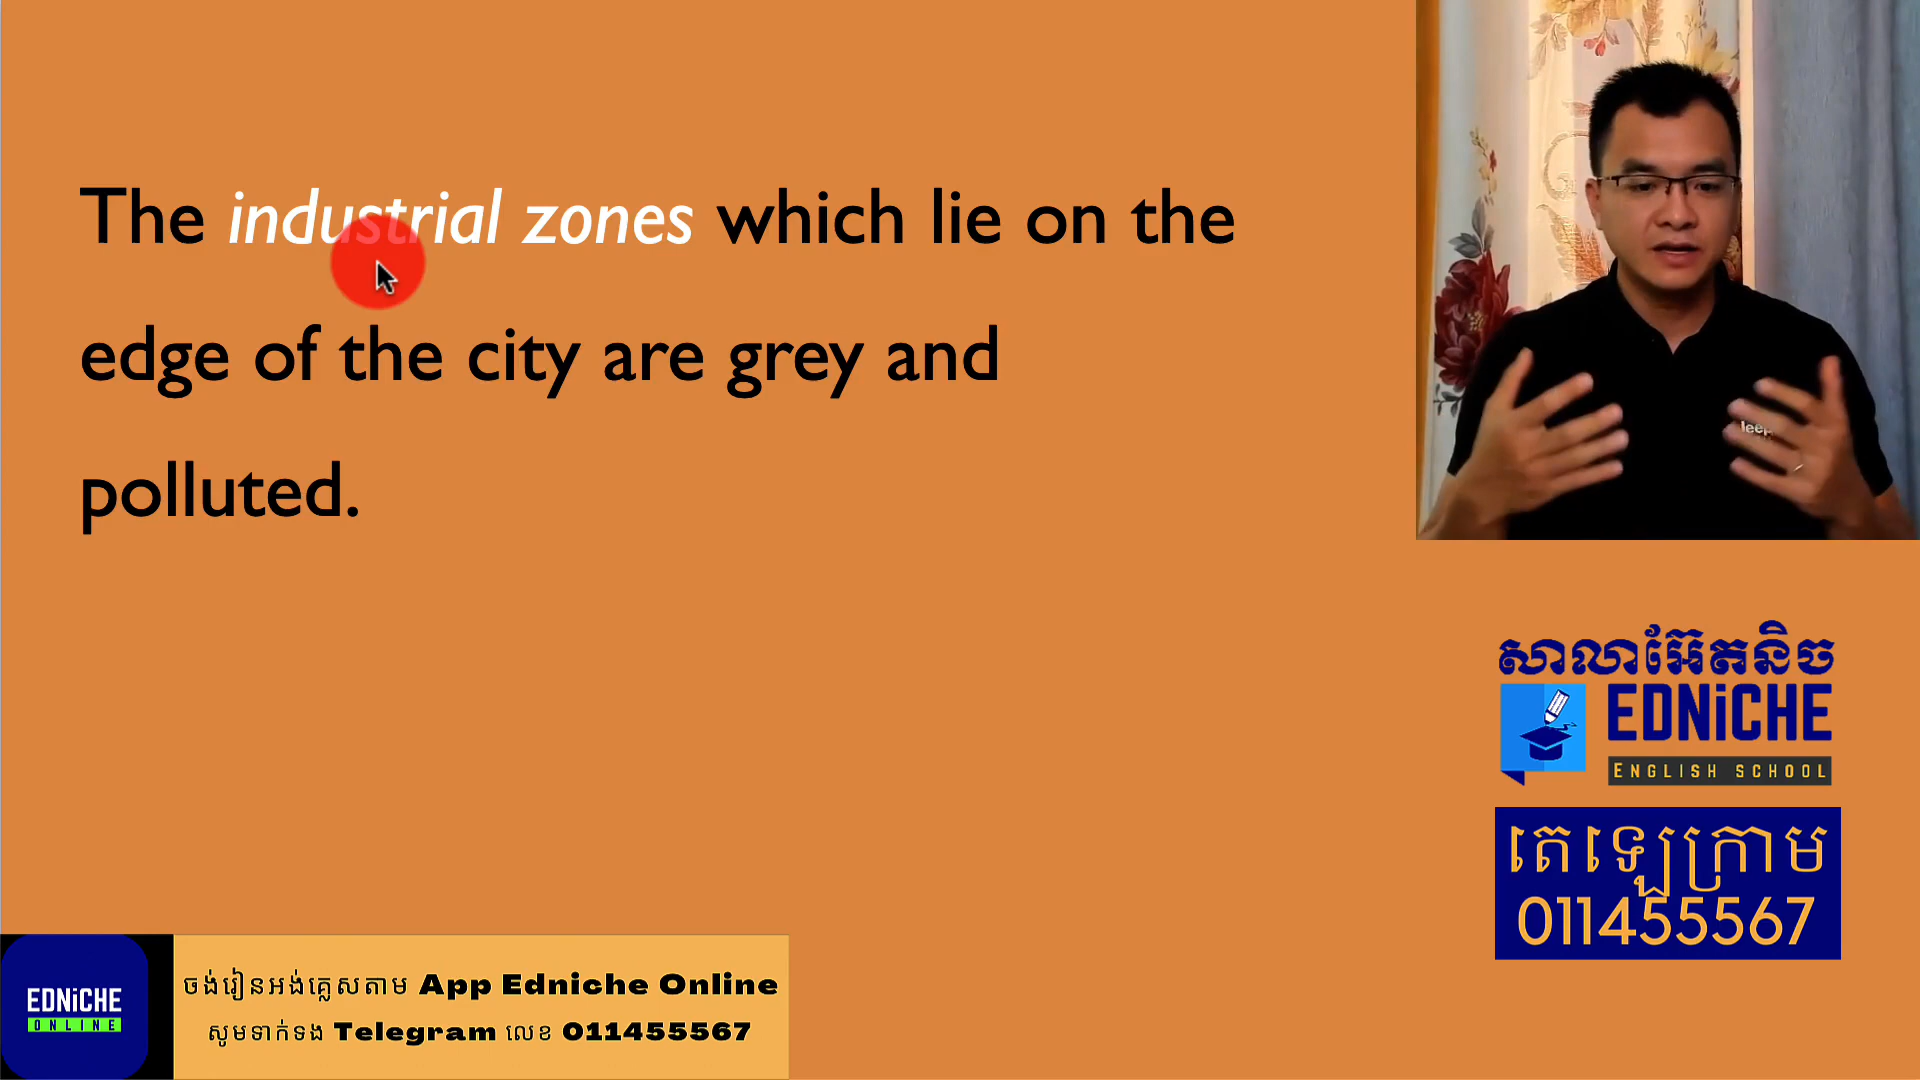 The industrial zones which lie on the
edge of the city are grey and
polluted.
Jeep
សាលាអ៊ែតនិច
EDNiCHE
ENGLISH SCHOOL
តេឡេក្រាម
011455567
EDNiCHE
ONLINE
ចង់រៀនអង់គ្លេសតាម App Edniche Online
សូមទាក់ទង Telegram លេខ 011455567